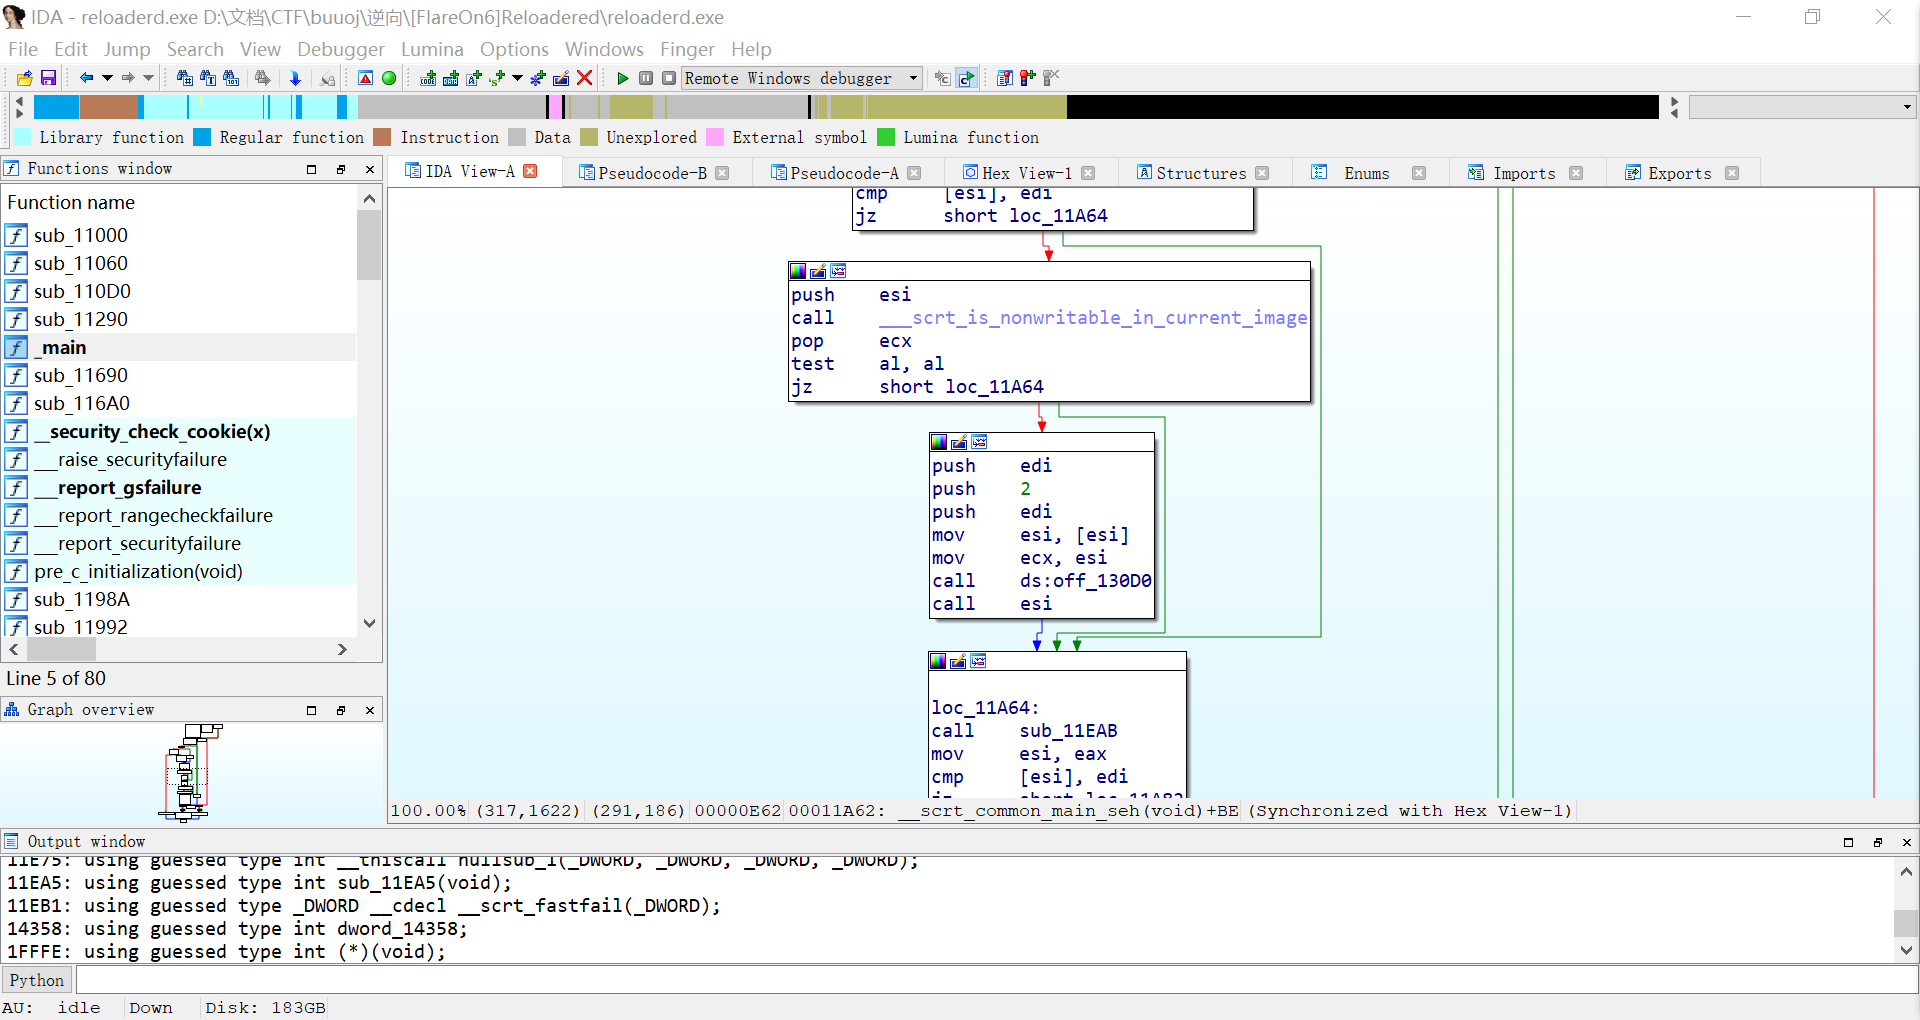 IDA - reloaderd.exe D:\文档\CTF\buuoj\逆向\[FlareOn6]Reloadered\reloaderd.exe
File Edit Jump Search View Debugger Lumina Options Windows Finger Help
Remote Windows debugger
Library function Regular function Instruction Data Unexplored External symbol Lumina function
Functions window
IDA View-A Pseudocode-B Pseudocode-A Hex View-1 Structures Enums Imports Exports
Function name
sub_11000
sub_11060
sub_110D0
sub_11290
_main
sub_11690
sub_116A0
__security_check_cookie(x)
___raise_securityfailure
___report_gsfailure
___report_rangecheckfailure
___report_securityfailure
pre_c_initialization(void)
sub_1198A
sub_11992
Line 5 of 80
Graph overview
cmp [esi], edi
jz short loc_11A64
push esi
call ___scrt_is_nonwritable_in_current_image
pop ecx
test al, al
jz short loc_11A64
push edi
push 2
push edi
mov esi, [esi]
mov ecx, esi
call ds:off_130D0
call esi
loc_11A64:
call sub_11EAB
mov esi, eax
cmp [esi], edi
jz short loc_11A82
100.00% (317,1622) (291,186) 00000E62 00011A62: __scrt_common_main_seh(void)+BE (Synchronized with Hex View-1)
Output window
11E75: using guessed type int __thiscall nullsub_1(_DWORD, _DWORD, _DWORD, _DWORD);
11EA5: using guessed type int sub_11EA5(void);
11EB1: using guessed type _DWORD __cdecl __scrt_fastfail(_DWORD);
14358: using guessed type int dword_14358;
1FFFE: using guessed type int (*)(void);
Python
AU: idle Down Disk: 183GB